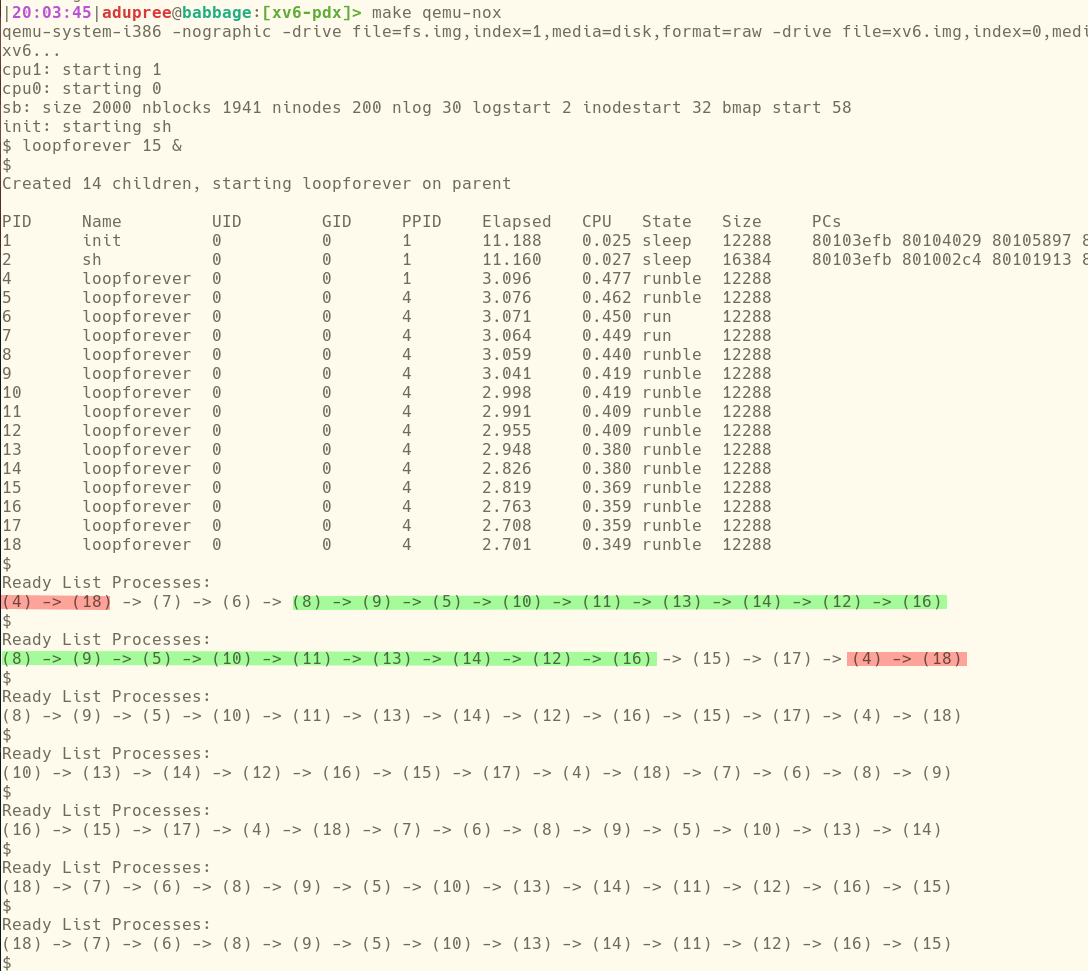 |20:03:45|adupree@babbage:[xv6-pdx]> make qemu-nox
qemu-system-i386 -nographic -drive file=fs.img,index=1,media=disk,format=raw -drive file=xv6.img,index=0,medi
xv6...
cpu1: starting 1
cpu0: starting 0
sb: size 2000 nblocks 1941 ninodes 200 nlog 30 logstart 2 inodestart 32 bmap start 58
init: starting sh
$ loopforever 15 &
$
Created 14 children, starting loopforever on parent
PID Name UID GID PPID Elapsed CPU State Size PCs
1 init 0 0 1 11.188 0.025 sleep 12288 80103efb 80104029 80105897 8
2 sh 0 0 1 11.160 0.027 sleep 16384 80103efb 801002c4 80101913 8
4 loopforever 0 0 1 3.096 0.477 runble 12288
5 loopforever 0 0 4 3.076 0.462 runble 12288
6 loopforever 0 0 4 3.071 0.450 run 12288
7 loopforever 0 0 4 3.064 0.449 run 12288
8 loopforever 0 0 4 3.059 0.440 runble 12288
9 loopforever 0 0 4 3.041 0.419 runble 12288
10 loopforever 0 0 4 2.998 0.419 runble 12288
11 loopforever 0 0 4 2.991 0.409 runble 12288
12 loopforever 0 0 4 2.955 0.409 runble 12288
13 loopforever 0 0 4 2.948 0.380 runble 12288
14 loopforever 0 0 4 2.826 0.380 runble 12288
15 loopforever 0 0 4 2.819 0.369 runble 12288
16 loopforever 0 0 4 2.763 0.359 runble 12288
17 loopforever 0 0 4 2.708 0.359 runble 12288
18 loopforever 0 0 4 2.701 0.349 runble 12288
$
Ready List Processes:
(4) -> (18) -> (7) -> (6) -> (8) -> (9) -> (5) -> (10) -> (11) -> (13) -> (14) -> (12) -> (16)
$
Ready List Processes:
(8) -> (9) -> (5) -> (10) -> (11) -> (13) -> (14) -> (12) -> (16) -> (15) -> (17) -> (4) -> (18)
$
Ready List Processes:
(8) -> (9) -> (5) -> (10) -> (11) -> (13) -> (14) -> (12) -> (16) -> (15) -> (17) -> (4) -> (18)
$
Ready List Processes:
(10) -> (13) -> (14) -> (12) -> (16) -> (15) -> (17) -> (4) -> (18) -> (7) -> (6) -> (8) -> (9)
$
Ready List Processes:
(16) -> (15) -> (17) -> (4) -> (18) -> (7) -> (6) -> (8) -> (9) -> (5) -> (10) -> (13) -> (14)
$
Ready List Processes:
(18) -> (7) -> (6) -> (8) -> (9) -> (5) -> (10) -> (13) -> (14) -> (11) -> (12) -> (16) -> (15)
$
Ready List Processes:
(18) -> (7) -> (6) -> (8) -> (9) -> (5) -> (10) -> (13) -> (14) -> (11) -> (12) -> (16) -> (15)
$